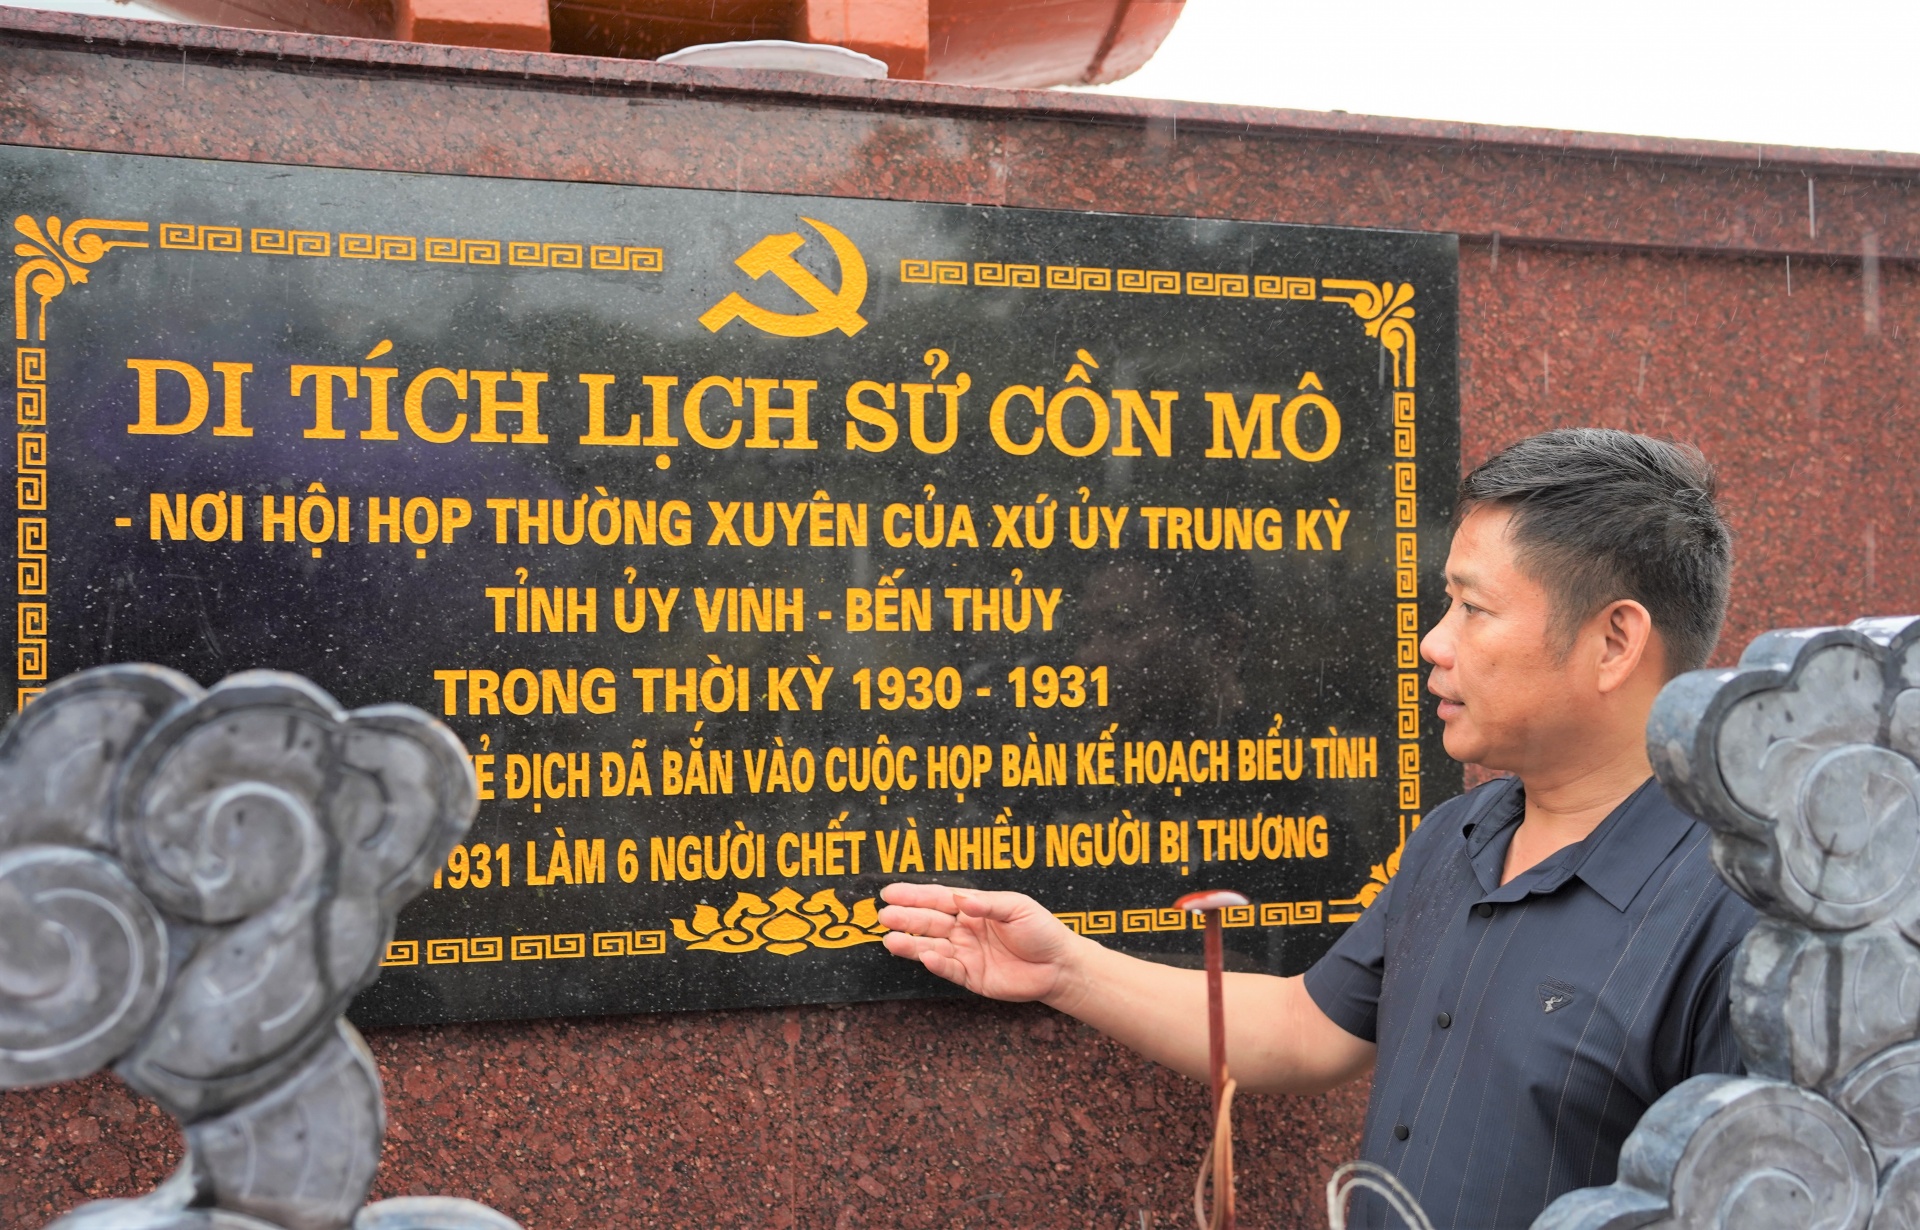 DI TÍCH LỊCH SỬ CỒN MÔ
- NƠI HỘI HỌP THƯỜNG XUYÊN CỦA XỨ ỦY TRUNG KỲ
TỈNH ỦY VINH - BẾN THỦY
TRONG THỜI KỲ 1930 - 1931
KẺ ĐỊCH ĐÃ BẮN VÀO CUỘC HỌP BÀN KẾ HOẠCH BIỂU TÌNH
1931 LÀM 6 NGƯỜI CHẾT VÀ NHIỀU NGƯỜI BỊ THƯƠNG